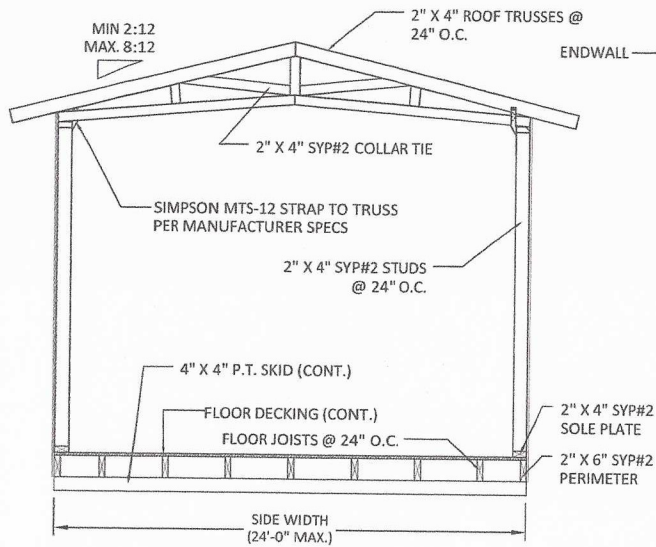 MIN 2:12
MAX. 8:12
2" X 4" ROOF TRUSSES @
24" O.C.
ENDWALL
2" X 4" SYP#2 COLLAR TIE
SIMPSON MTS-12 STRAP TO TRUSS
PER MANUFACTURER SPECS
2" X 4" SYP#2 STUDS
@ 24" O.C.
4" X 4" P.T. SKID (CONT.)
FLOOR DECKING (CONT.)
FLOOR JOISTS @ 24" O.C.
2" X 4" SYP#2
SOLE PLATE
2" X 6" SYP#2
PERIMETER
SIDE WIDTH
(24'-0" MAX.)